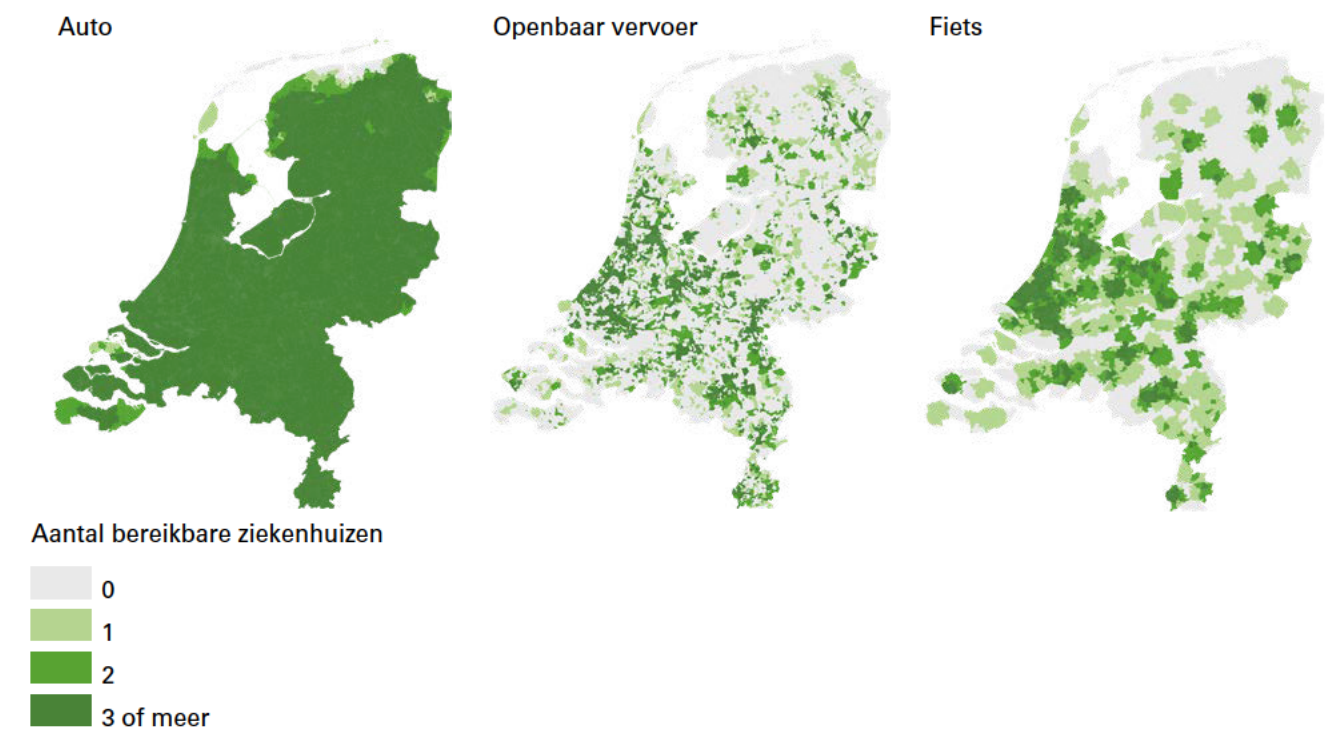 Auto
Openbaar vervoer
Fiets
Aantal bereikbare ziekenhuizen
0
1
2
3 of meer